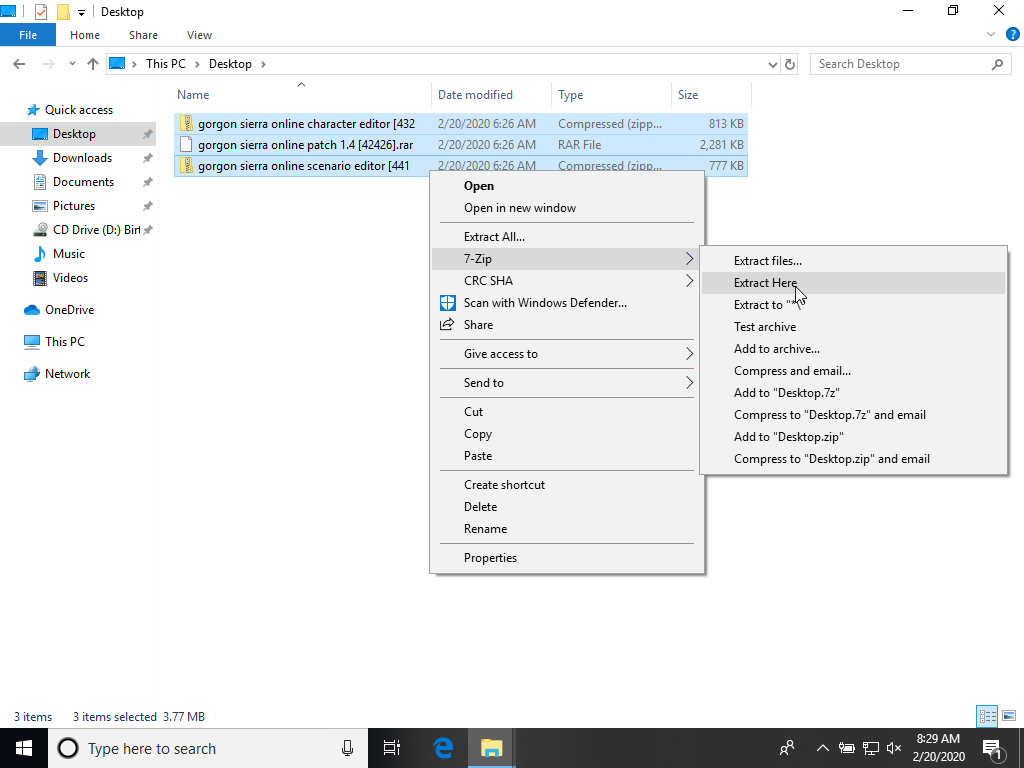 Desktop
File Home Share View
This PC Desktop
Search Desktop
Name Date modified Type Size
Quick access
Desktop
Downloads
Documents
Pictures
CD Drive (D:) Birt
Music
Videos
OneDrive
This PC
Network
gorgon sierra online character editor [432 2/20/2020 6:26 AM Compressed (zipp... 813 KB
gorgon sierra online patch 1.4 [42426].rar 2/20/2020 6:26 AM RAR File 2,281 KB
gorgon sierra online scenario editor [441 2/20/2020 6:26 AM Compressed (zipp... 777 KB
Open
Open in new window
Extract All...
7-Zip
CRC SHA
Scan with Windows Defender...
Share
Give access to
Send to
Cut
Copy
Paste
Create shortcut
Delete
Rename
Properties
Extract files...
Extract Here
Extract to "*\"
Test archive
Add to archive...
Compress and email...
Add to "Desktop.7z"
Compress to "Desktop.7z" and email
Add to "Desktop.zip"
Compress to "Desktop.zip" and email
3 items 3 items selected 3.77 MB
Type here to search
8:29 AM
2/20/2020
1